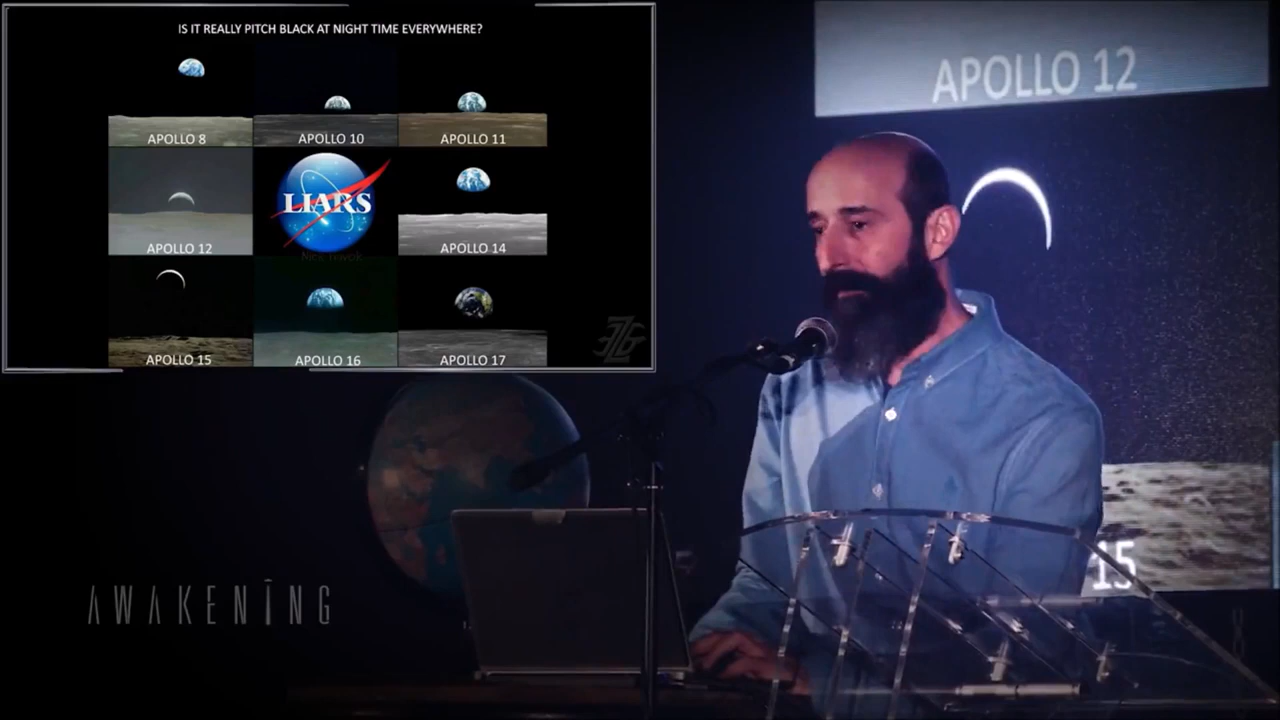 IS IT REALLY PITCH BLACK AT NIGHT TIME EVERYWHERE?
APOLLO 8
APOLLO 10
APOLLO 11
APOLLO 12
LIARS
APOLLO 14
APOLLO 15
APOLLO 16
APOLLO 17
APOLLO 12
15
AWAKENĪNG